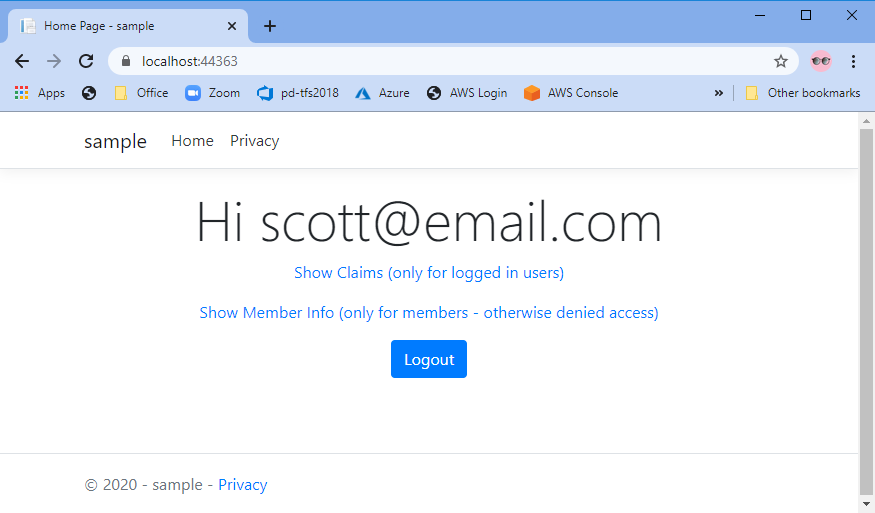 Home Page - sample
localhost:44363
Apps Office Zoom pd-tfs2018 Azure AWS Login AWS Console » Other bookmarks
sample Home Privacy
Hi scott@email.com
Show Claims (only for logged in users)
Show Member Info (only for members - otherwise denied access)
Logout
© 2020 - sample - Privacy